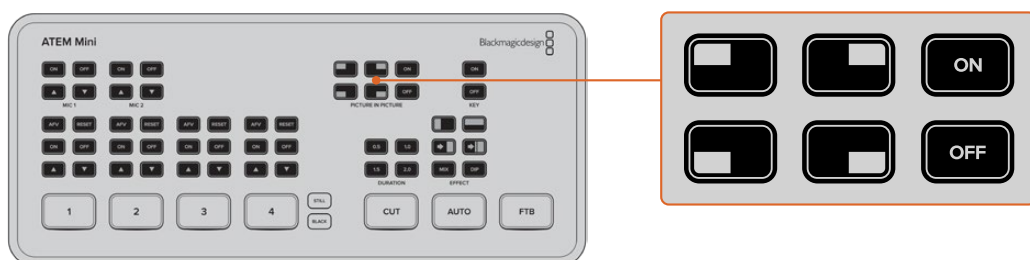 ATEM Mini
Blackmagicdesign
ON OFF ON OFF ON ON
MIC 1 MIC 2 OFF OFF
PICTURE IN PICTURE KEY
AFV RESET AFV RESET AFV RESET AFV RESET
ON OFF ON OFF ON OFF ON OFF 0.5 1.0
1.5 2.0 MIX DIP
DURATION EFFECT
1 2 3 4 STILL CUT AUTO FTB
BLACK
ON
OFF